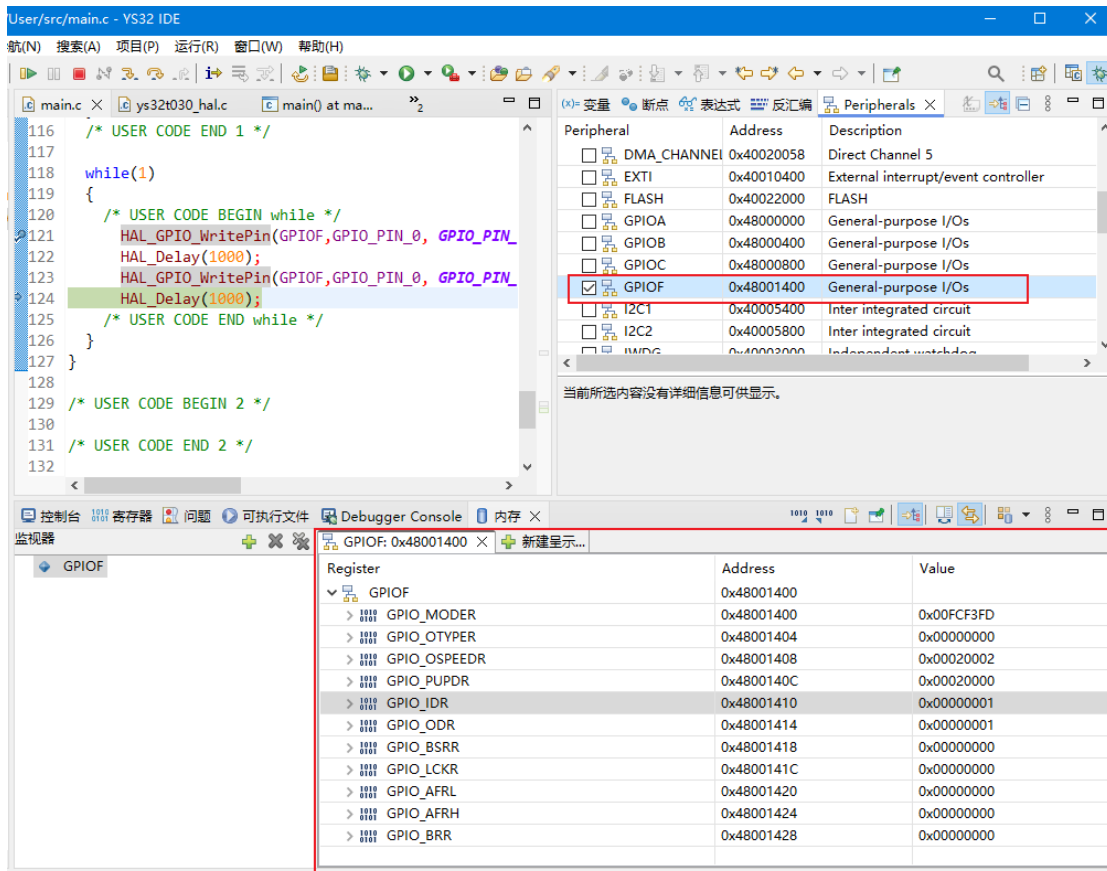 /User/src/main.c - YS32 IDE
航(N) 搜索(A) 项目(P) 运行(R) 窗口(W) 帮助(H)
main.c
ys32t030_hal.c
main() at ma...
2
116 /* USER CODE END 1 */
117
118 while(1)
119 {
120 /* USER CODE BEGIN while */
121 HAL_GPIO_WritePin(GPIOF,GPIO_PIN_0, GPIO_PIN_
122 HAL_Delay(1000);
123 HAL_GPIO_WritePin(GPIOF,GPIO_PIN_0, GPIO_PIN_
124 HAL_Delay(1000);
125 /* USER CODE END while */
126 }
127 }
128
129 /* USER CODE BEGIN 2 */
130
131 /* USER CODE END 2 */
132
变量 断点 表达式 反汇编 Peripherals
Peripheral Address Description
DMA_CHANNEL 0x40020058 Direct Channel 5
EXTI 0x40010400 External interrupt/event controller
FLASH 0x40022000 FLASH
GPIOA 0x48000000 General-purpose I/Os
GPIOB 0x48000400 General-purpose I/Os
GPIOC 0x48000800 General-purpose I/Os
GPIOF 0x48001400 General-purpose I/Os
I2C1 0x40005400 Inter integrated circuit
I2C2 0x40005800 Inter integrated circuit
IWDG 0x40003000 Independent watchdog
当前所选内容没有详细信息可供显示。
控制台 寄存器 问题 可执行文件 Debugger Console 内存
监视器
GPIOF
GPIOF: 0x48001400 新建呈示...
Register Address Value
GPIOF 0x48001400
GPIO_MODER 0x48001400 0x00FCF3FD
GPIO_OTYPER 0x48001404 0x00000000
GPIO_OSPEEDR 0x48001408 0x00020002
GPIO_PUPDR 0x4800140C 0x00020000
GPIO_IDR 0x48001410 0x00000001
GPIO_ODR 0x48001414 0x00000001
GPIO_BSRR 0x48001418 0x00000000
GPIO_LCKR 0x4800141C 0x00000000
GPIO_AFRL 0x48001420 0x00000000
GPIO_AFRH 0x48001424 0x00000000
GPIO_BRR 0x48001428 0x00000000